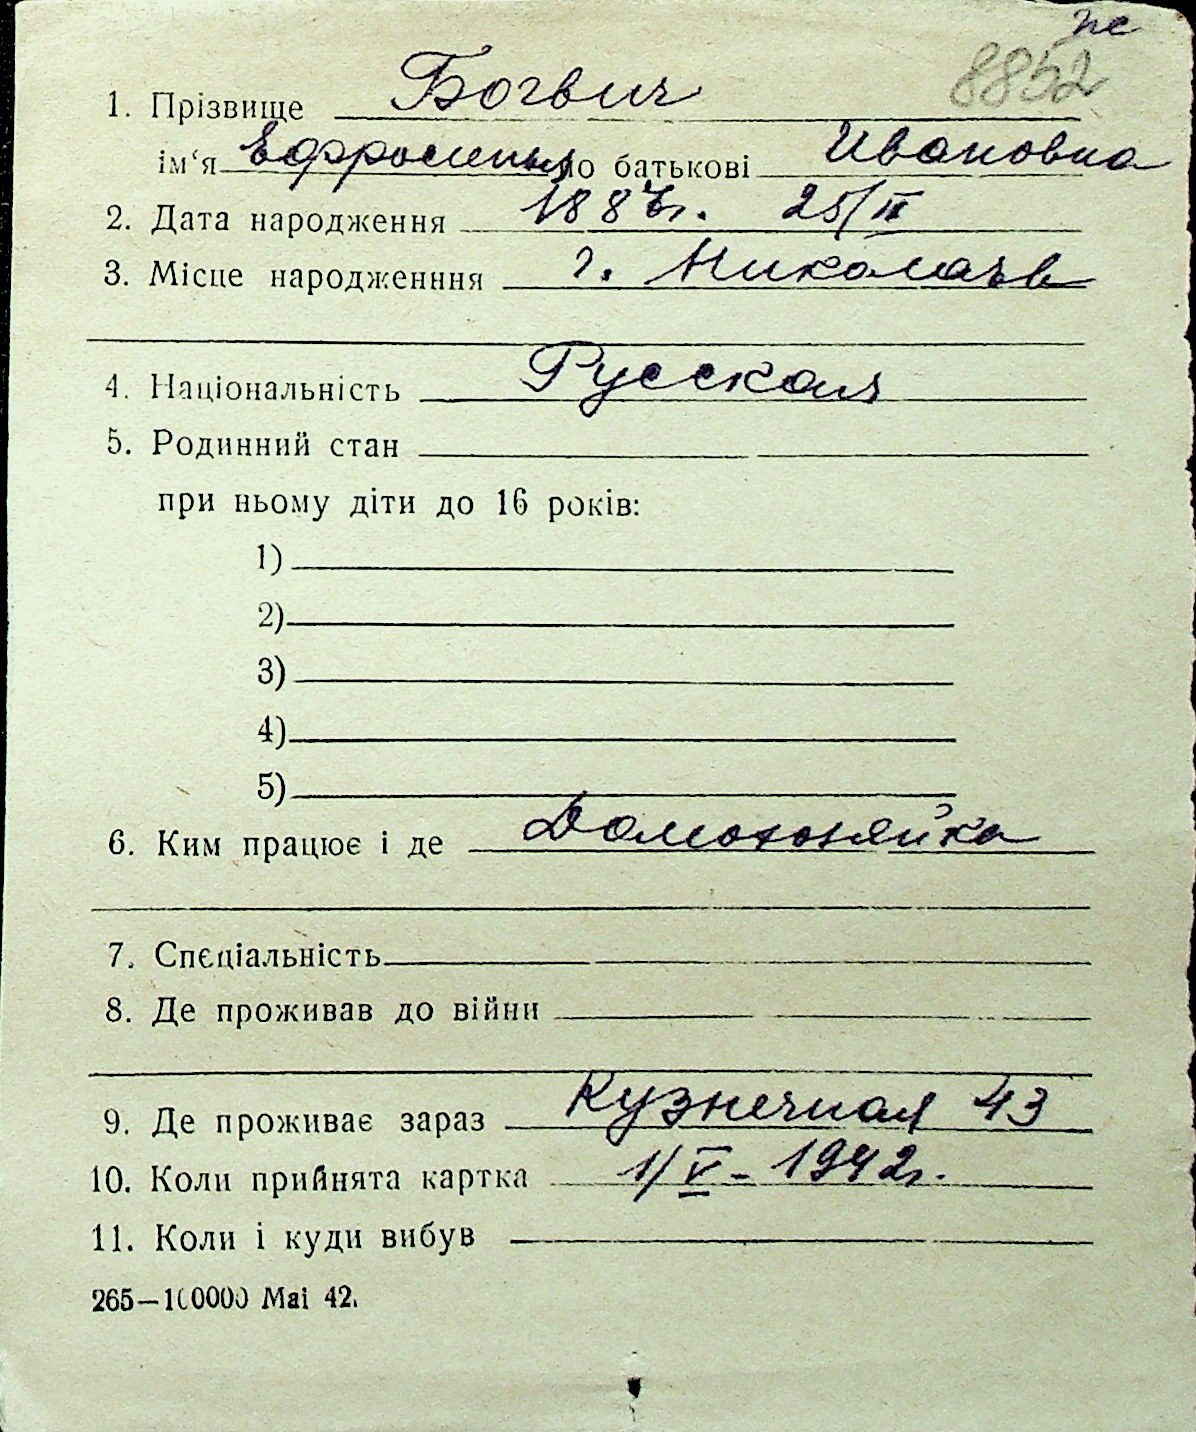 пе
8852
1. Прізвище Богвич
ім‘я Ефросинья по батькові Ивановна
2. Дата народження 1887г. 25/II
3. Місце народженння г. Николаев
4. Національність Русская
5. Родинний стан
при ньому діти до 16 років:
1)
2)
3)
4)
5)
6. Ким працює і де Домохозяйка
7. Спєціальність
8. Де проживав до війни
9. Де проживає зараз Кузнечная 43
10. Коли прийнята картка 1/V - 1942г.
11. Коли і куди вибув
265—100000 Mai 42.